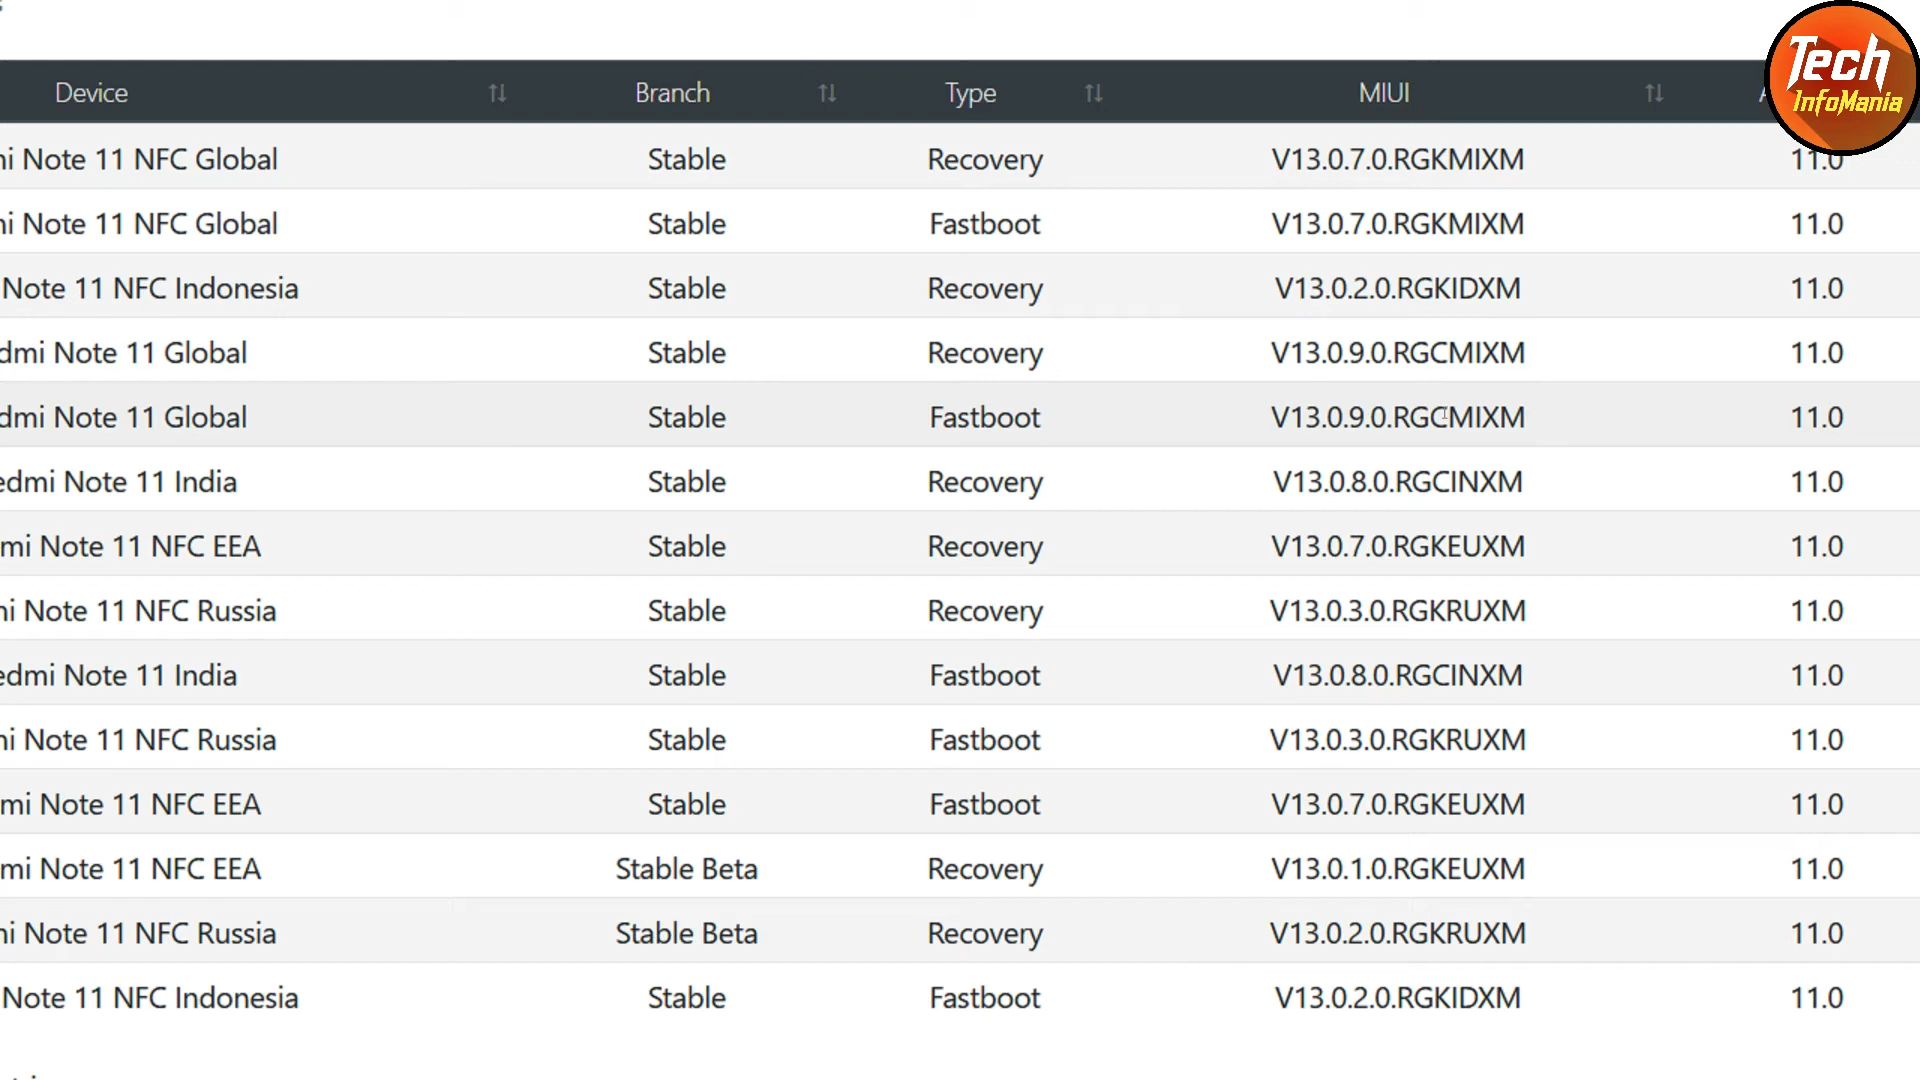 Device Branch Type MIUI A
Tech
InfoMania
mi Note 11 NFC Global Stable Recovery V13.0.7.0.RGKMIXM 11.0
mi Note 11 NFC Global Stable Fastboot V13.0.7.0.RGKMIXM 11.0
Note 11 NFC Indonesia Stable Recovery V13.0.2.0.RGKIDXM 11.0
dmi Note 11 Global Stable Recovery V13.0.9.0.RGCMIXM 11.0
dmi Note 11 Global Stable Fastboot V13.0.9.0.RGCMIXM 11.0
edmi Note 11 India Stable Recovery V13.0.8.0.RGCINXM 11.0
mi Note 11 NFC EEA Stable Recovery V13.0.7.0.RGKEUXM 11.0
mi Note 11 NFC Russia Stable Recovery V13.0.3.0.RGKRUXM 11.0
edmi Note 11 India Stable Fastboot V13.0.8.0.RGCINXM 11.0
mi Note 11 NFC Russia Stable Fastboot V13.0.3.0.RGKRUXM 11.0
mi Note 11 NFC EEA Stable Fastboot V13.0.7.0.RGKEUXM 11.0
mi Note 11 NFC EEA Stable Beta Recovery V13.0.1.0.RGKEUXM 11.0
mi Note 11 NFC Russia Stable Beta Recovery V13.0.2.0.RGKRUXM 11.0
Note 11 NFC Indonesia Stable Fastboot V13.0.2.0.RGKIDXM 11.0